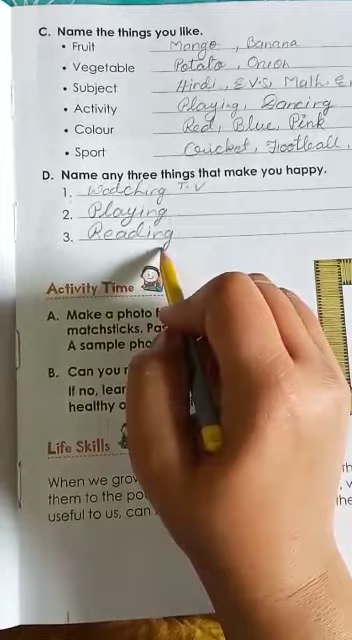 C. Name the things you like.
• Fruit Mango, Banana
• Vegetable Potato, Onion
• Subject Hindi, E.V.S, Math, E
• Activity Playing, Dancing
• Colour Red, Blue, Pink
• Sport Cricket, Football,
D. Name any three things that make you happy.
1. Watching T.V
2. Playing
3. Reading
Activity Time
A. Make a photo
matchsticks. Pas
A sample pho
B. Can you
If no, lear
healthy
Life Skills
When we grow
them to the po
useful to us, can